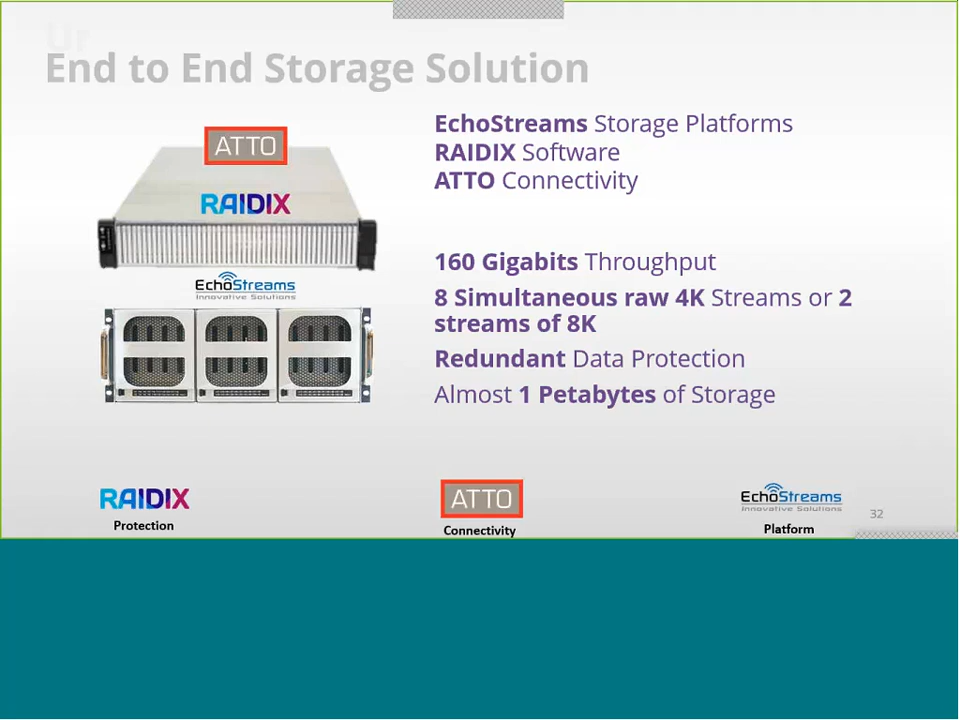 Ur
End to End Storage Solution
ATTO
RAIDIX
EchoStreams
Innovative Solutions
EchoStreams Storage Platforms
RAIDIX Software
ATTO Connectivity
160 Gigabits Throughput
8 Simultaneous raw 4K Streams or 2
streams of 8K
Redundant Data Protection
Almost 1 Petabytes of Storage
RAIDIX
Protection
ATTO
Connectivity
EchoStreams
Innovative Solutions
Platform
32